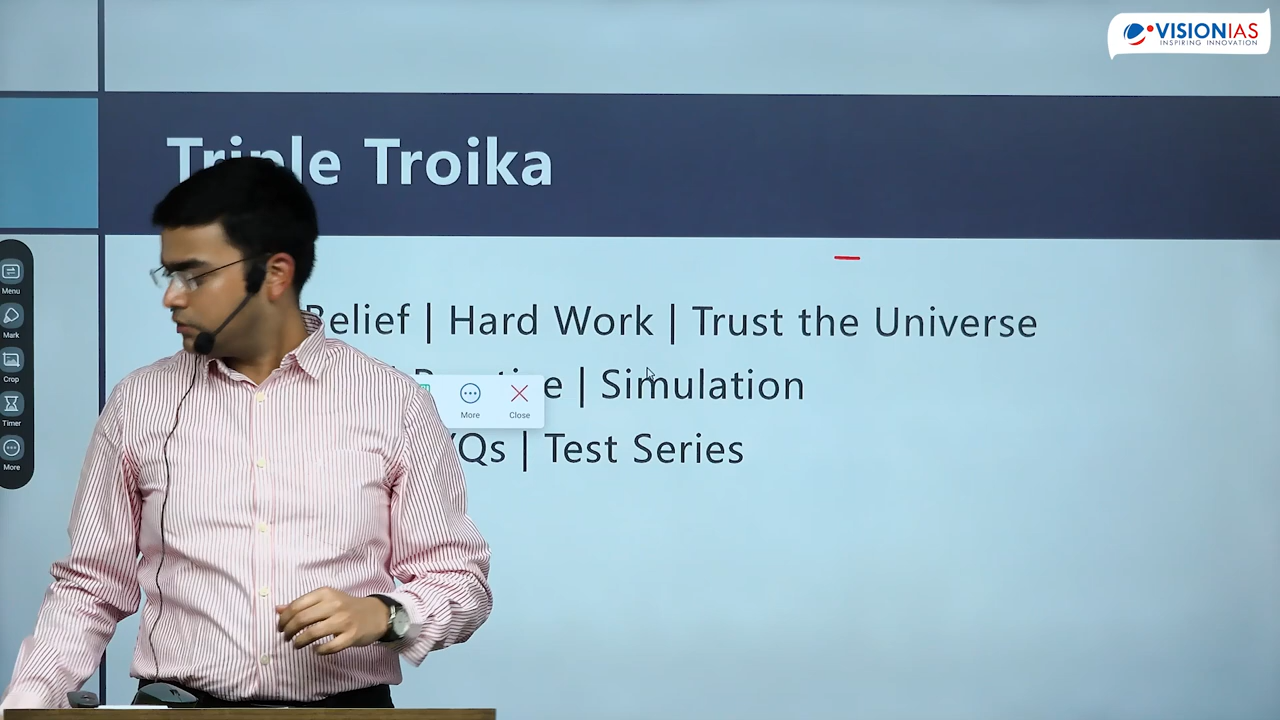 VISIONIAS
INSPIRING INNOVATION
Triple Troika
Belief | Hard Work | Trust the Universe
| Simulation
Qs | Test Series
Menu
Mark
Crop
Timer
More
More
Close